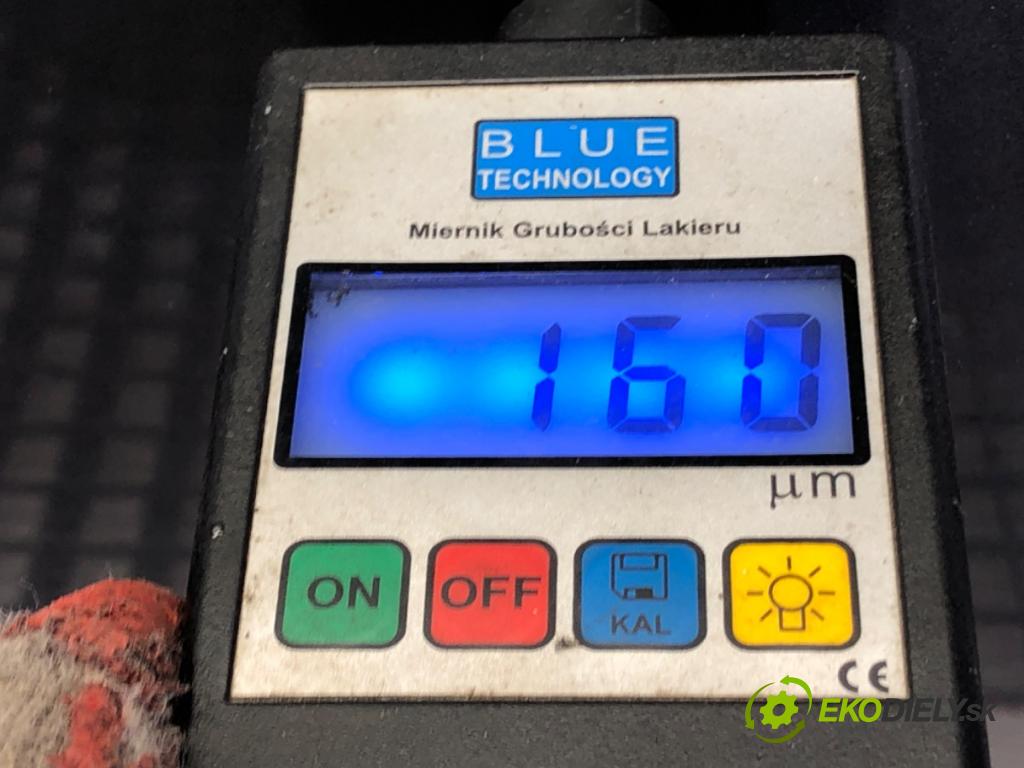 BLUE
TECHNOLOGY
Miernik Grubości Lakieru
160
μm
ON
OFF
KAL
CE
EKODIELY.sk